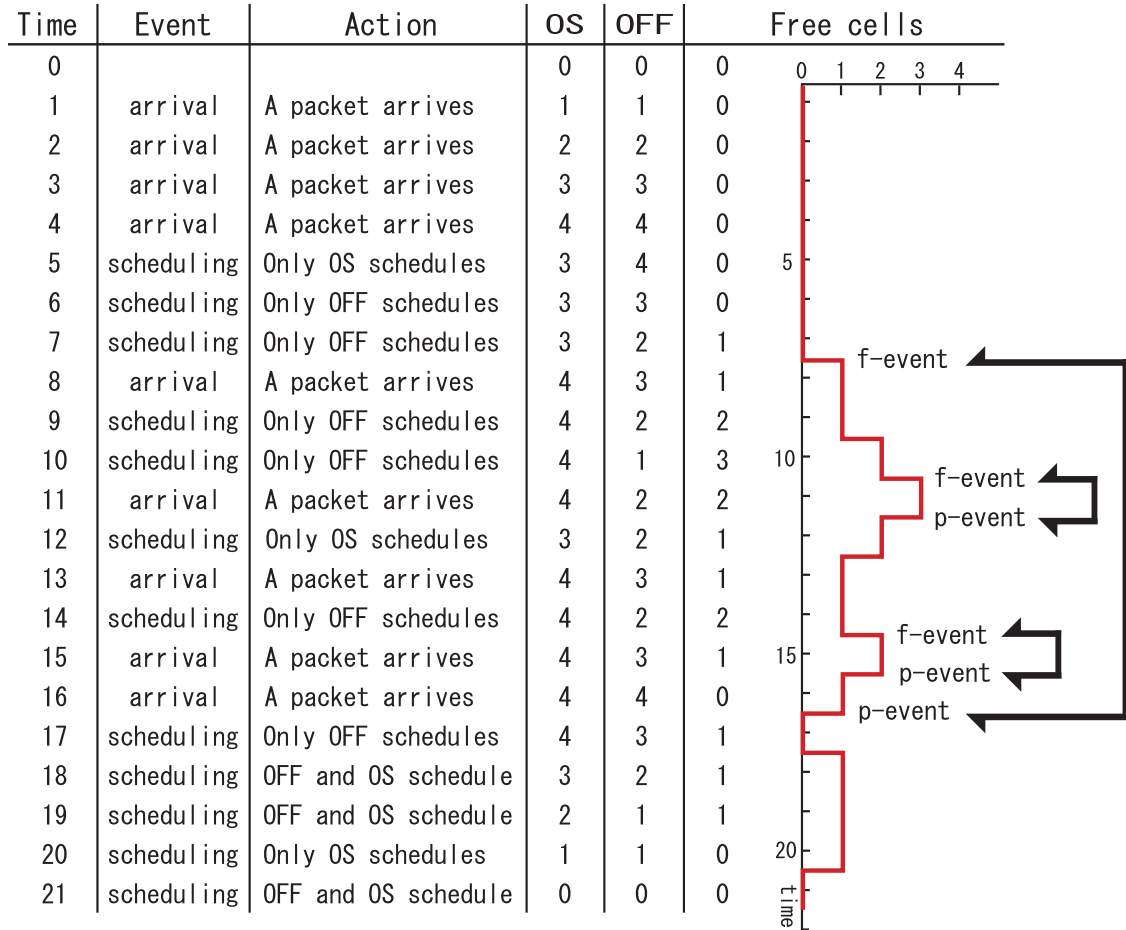 Time Event Action OS OFF Free cells
0 0 0 0 0 1 2 3 4
1 arrival A packet arrives 1 1 0
2 arrival A packet arrives 2 2 0
3 arrival A packet arrives 3 3 0
4 arrival A packet arrives 4 4 0
5 scheduling Only OS schedules 3 4 0 5
6 scheduling Only OFF schedules 3 3 0
7 scheduling Only OFF schedules 3 2 1 f-event
8 arrival A packet arrives 4 3 1
9 scheduling Only OFF schedules 4 2 2
10 scheduling Only OFF schedules 4 1 3 10 f-event
11 arrival A packet arrives 4 2 2 p-event
12 scheduling Only OS schedules 3 2 1
13 arrival A packet arrives 4 3 1
14 scheduling Only OFF schedules 4 2 2 f-event
15 arrival A packet arrives 4 3 1 15 p-event
16 arrival A packet arrives 4 4 0 p-event
17 scheduling Only OFF schedules 4 3 1
18 scheduling OFF and OS schedule 3 2 1
19 scheduling OFF and OS schedule 2 1 1
20 scheduling Only OS schedules 1 1 0 20
21 scheduling OFF and OS schedule 0 0 0 time